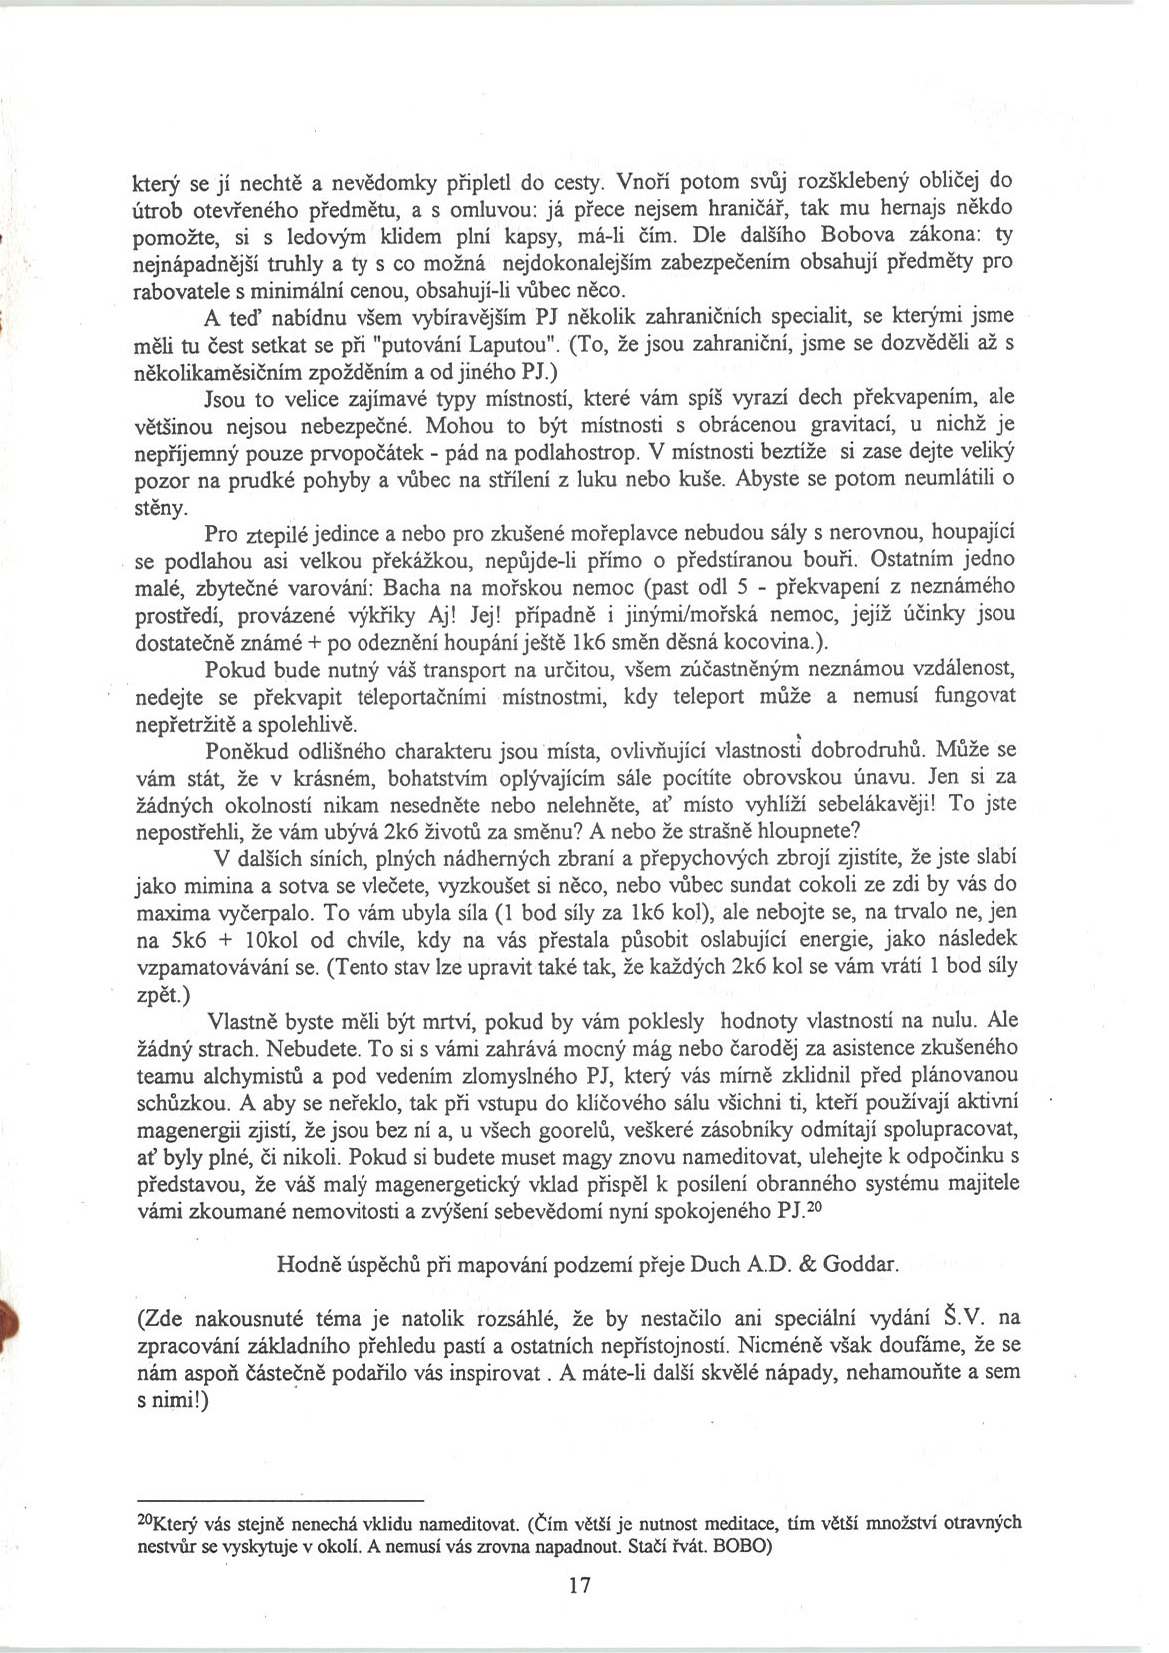 který se jí nechtě a nevědomky připletl do cesty. Vnoří potom svůj rozšklebený obličej do
útrob otevřeného předmětu, a s omluvou: já přece nejsem hraničář, tak mu hernajs někdo
pomožte, si s ledovým klidem plní kapsy, má-li čím. Dle dalšího Bobova zákona: ty
nejnápadnější truhly a ty s co možná nejdokonalejším zabezpečením obsahují předměty pro
rabovatele s minimální cenou, obsahují-li vůbec něco.
A teď nabídnu všem vybíravějším PJ několik zahraničních specialit, se kterými jsme
měli tu čest setkat se při "putování Laputou". (To, že jsou zahraniční, jsme se dozvěděli až s
několikaměsičním zpožděním a od jiného PJ.)
Jsou to velice zajímavé typy místností, které vám spíš vyrazí dech překvapením, ale
většinou nejsou nebezpečné. Mohou to být místnosti s obrácenou gravitací, u nichž je
nepříjemný pouze prvopočátek - pád na podlahostrop. V místnosti beztíže si zase dejte veliký
pozor na prudké pohyby a vůbec na střílení z luku nebo kuše. Abyste se potom neumlátili o
stěny.
Pro ztepilé jedince a nebo pro zkušené mořeplavce nebudou sály s nerovnou, houpající
se podlahou asi velkou překážkou, nepůjde-li přímo o předstíranou bouři. Ostatním jedno
malé, zbytečné varování: Bacha na mořskou nemoc (past odl 5 - překvapení z neznámého
prostředí, provázené výkřiky Aj! Jej! případně i jinými/mořská nemoc, jejíž účinky jsou
dostatečně známé + po odeznění houpání ještě 1k6 směn děsná kocovina.).
Pokud bude nutný váš transport na určitou, všem zúčastněným neznámou vzdálenost,
nedejte se překvapit teleportačními místnostmi, kdy teleport může a nemusí fungovat
nepřetržitě a spolehlivě.
Poněkud odlišného charakteru jsou místa, ovlivňující vlastnosti dobrodruhů. Může se
vám stát, že v krásném, bohatstvím oplývajícím sále pocítíte obrovskou únavu. Jen si za
žádných okolností nikam nesedněte nebo nelehněte, ať místo vyhlíží sebelákavěji! To jste
nepostřehli, že vám ubývá 2k6 životů za směnu? A nebo že strašně hloupnete?
V dalších síních, plných nádherných zbraní a přepychových zbrojí zjistíte, že jste slabí
jako mimina a sotva se vlečete, vyzkoušet si něco, nebo vůbec sundat cokoli ze zdi by vás do
maxima vyčerpalo. To vám ubyla síla (1 bod síly za 1k6 kol), ale nebojte se, na trvalo ne, jen
na 5k6 + 10kol od chvíle, kdy na vás přestala působit oslabující energie, jako následek
vzpamatovávání se. (Tento stav lze upravit také tak, že každých 2k6 kol se vám vrátí 1 bod síly
zpět.)
Vlastně byste měli být mrtví, pokud by vám poklesly hodnoty vlastností na nulu. Ale
žádný strach. Nebudete. To si s vámi zahrává mocný mág nebo čaroděj za asistence zkušeného
teamu alchymistů a pod vedením zlomyslného PJ, který vás mírně zklidnil před plánovanou
schůzkou. A aby se neřeklo, tak při vstupu do klíčového sálu všichni ti, kteří používají aktivní
magenergii zjistí, že jsou bez ní a, u všech goorelů, veškeré zásobníky odmítají spolupracovat,
ať byly plné, či nikoli. Pokud si budete muset magy znovu nameditovat, ulehejte k odpočinku s
představou, že váš malý magenergetický vklad přispěl k posílení obranného systému majitele
vámi zkoumané nemovitosti a zvýšení sebevědomí nyní spokojeného PJ.20
Hodně úspěchů při mapování podzemí přeje Duch A.D. & Goddar.
(Zde nakousnuté téma je natolik rozsáhlé, že by nestačilo ani speciální vydání Š.V. na
zpracování základního přehledu pastí a ostatních nepřístojností. Nicméně však doufáme, že se
nám aspoň částečně podařilo vás inspirovat . A máte-li další skvělé nápady, nehamouňte a sem
s nimi!)
20Který vás stejně nenechá vklidu nameditovat. (Čím větší je nutnost meditace, tím větší množství otravných
nestvůr se vyskytuje v okolí. A nemusí vás zrovna napadnout. Stačí řvát. BOBO)
17